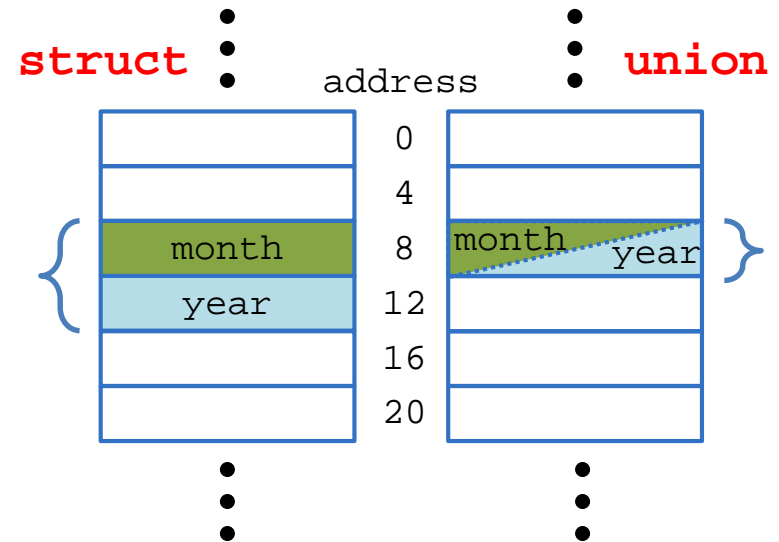 struct
address
union
0
4
month
8
month
year
year
12
16
20